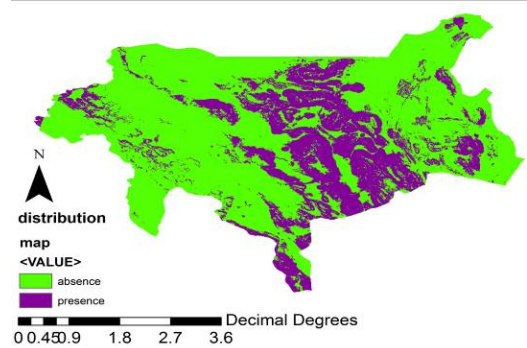 N
distribution
map
<VALUE>
absence
presence
Decimal Degrees
0 0.45 0.9 1.8 2.7 3.6